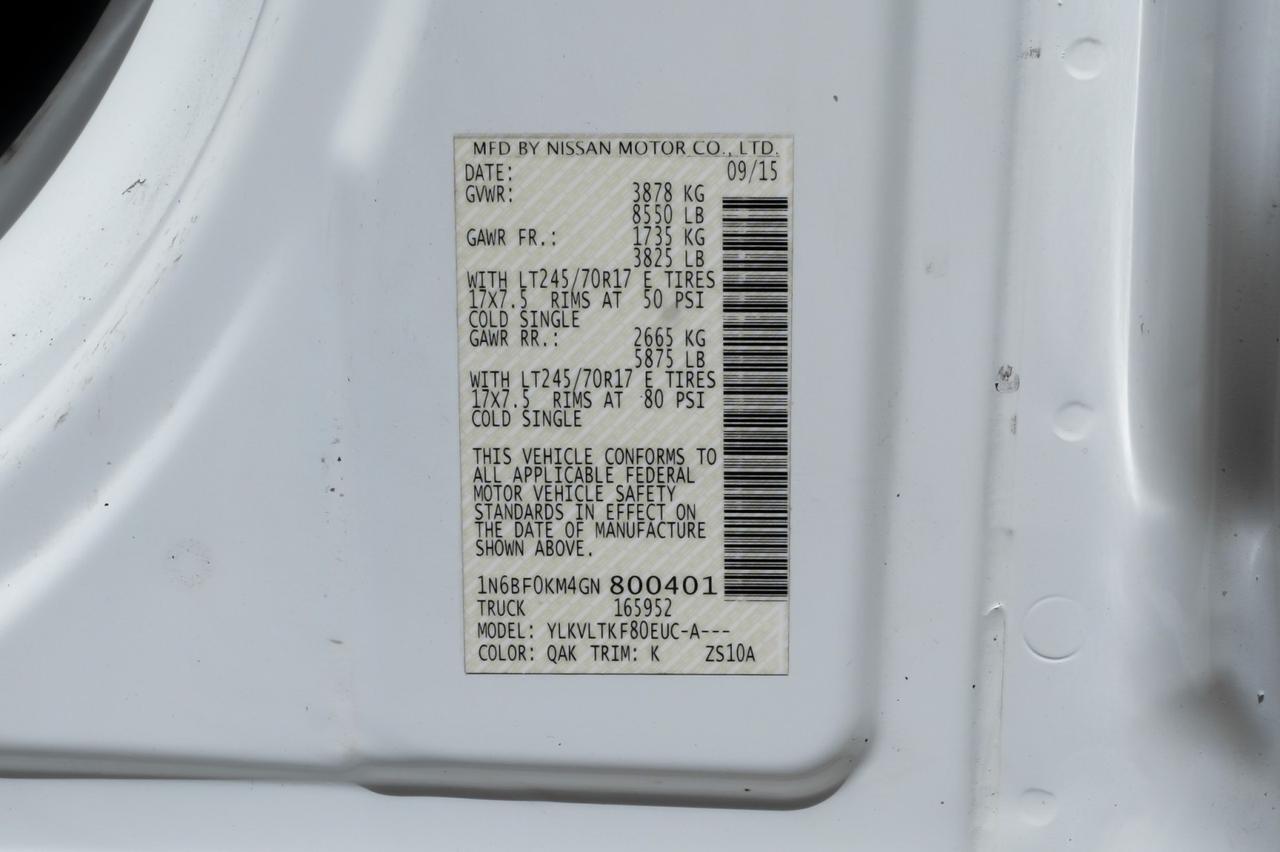 MFD BY NISSAN MOTOR CO., LTD.
DATE: 09/15
GVWR: 3878 KG
8550 LB
GAWR FR.: 1735 KG
3825 LB
WITH LT245/70R17 E TIRES
17X7.5 RIMS AT 50 PSI
COLD SINGLE
GAWR RR.: 2665 KG
5875 LB
WITH LT245/70R17 E TIRES
17X7.5 RIMS AT 80 PSI
COLD SINGLE
THIS VEHICLE CONFORMS TO
ALL APPLICABLE FEDERAL
MOTOR VEHICLE SAFETY
STANDARDS IN EFFECT ON
THE DATE OF MANUFACTURE
SHOWN ABOVE.
1N6BF0KM4GN 800401
TRUCK 165952
MODEL: YLKVLTKF80EUC-A---
COLOR: QAK TRIM: K ZS10A